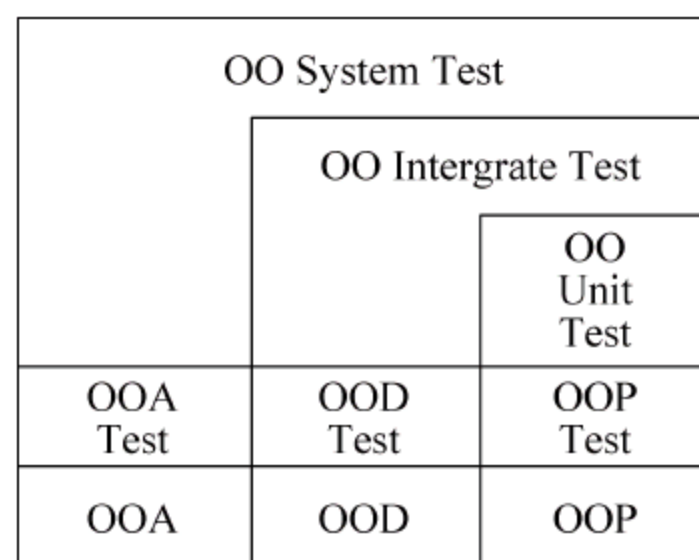 OO System Test
OO Intergrate Test
OO
Unit
Test
OOA
Test
OOD
Test
OOP
Test
OOA
OOD
OOP